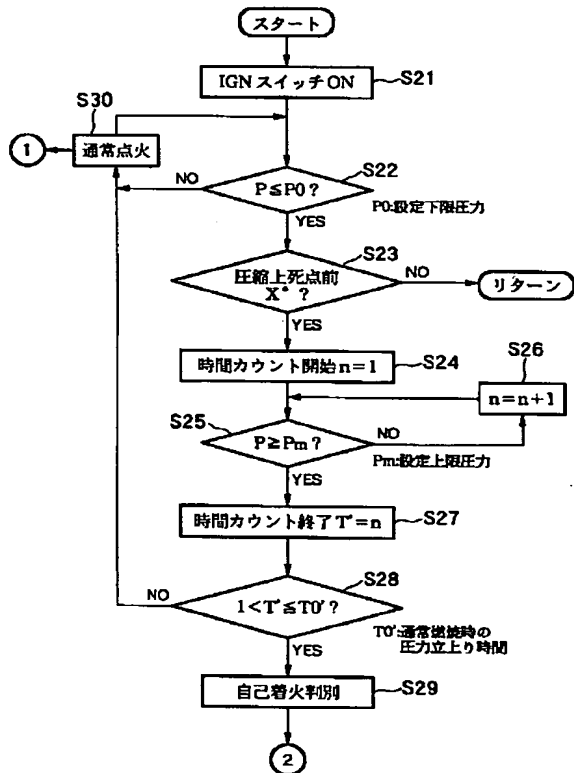 スタート
IGNスイッチON
S21
S30
通常点火
1
NO
P≦P0?
S22
P0:設定下限圧力
YES
圧縮上死点前
X°?
S23
NO
リターン
YES
時間カウント開始n=1
S24
S26
n=n+1
S25
P≧Pm?
NO
Pm:設定上限圧力
YES
時間カウント終了T'=n
S27
NO
1<T'≦T0'?
S28
T0':通常燃焼時の
圧力立上り時間
YES
自己着火判別
S29
2